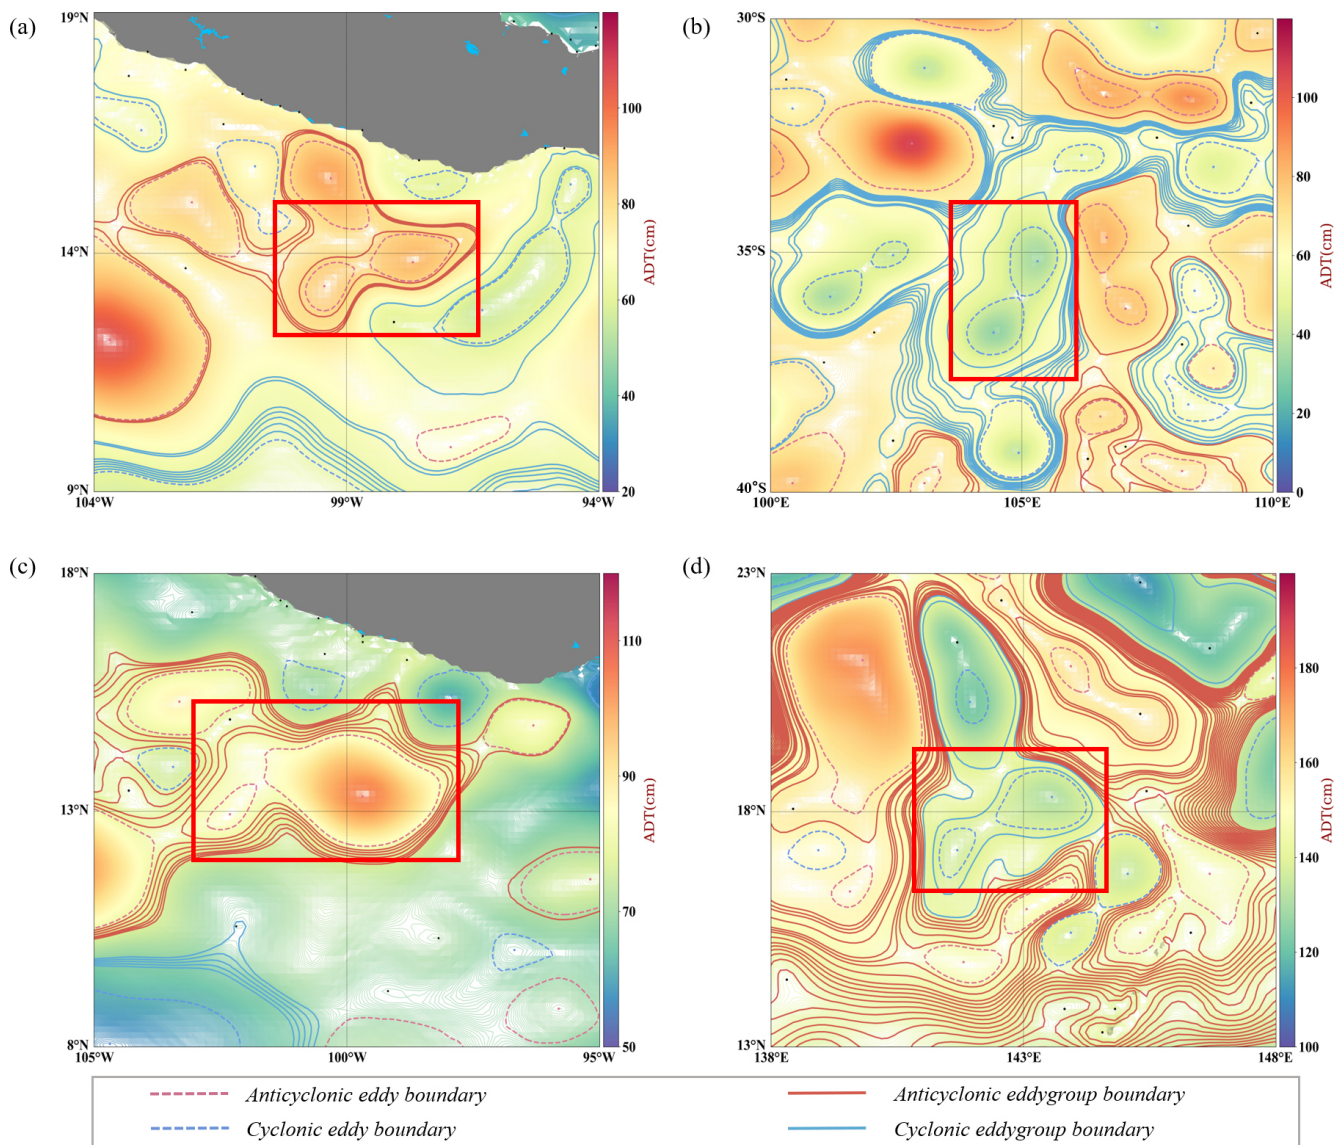 (a)
19°N
14°N
9°N
104°W
99°W
94°W
100
80
60
40
20
ADT(cm)
(b)
30°S
35°S
40°S
100°E
105°E
110°E
100
80
60
40
20
0
ADT(cm)
(c)
18°N
13°N
8°N
105°W
100°W
95°W
110
90
70
50
ADT(cm)
(d)
23°N
18°N
13°N
138°E
143°E
148°E
180
160
140
120
100
ADT(cm)
Anticyclonic eddy boundary
Anticyclonic eddygroup boundary
Cyclonic eddy boundary
Cyclonic eddygroup boundary